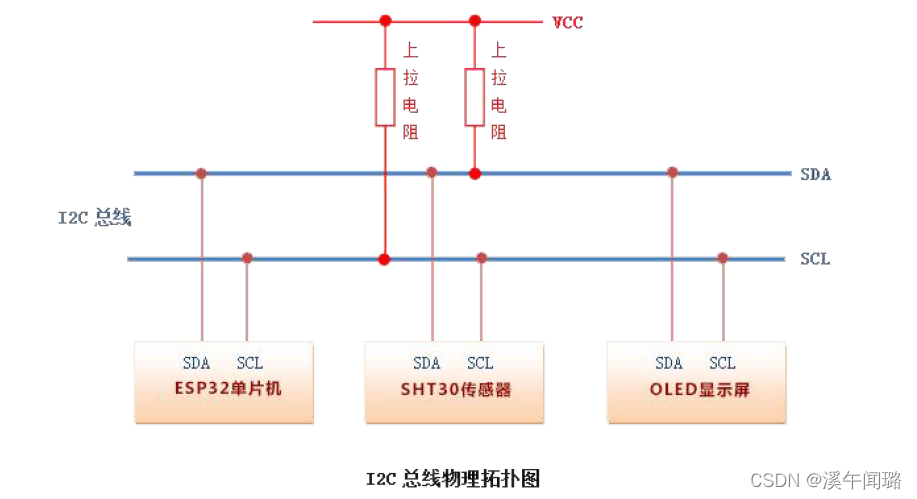 VCC
上拉电阻
上拉电阻
SDA
I2C 总线
SCL
SDA SCL
ESP32单片机
SDA SCL
SHT30传感器
SDA SCL
OLED显示屏
I2C 总线物理拓扑图
CSDN @溪午闻璐